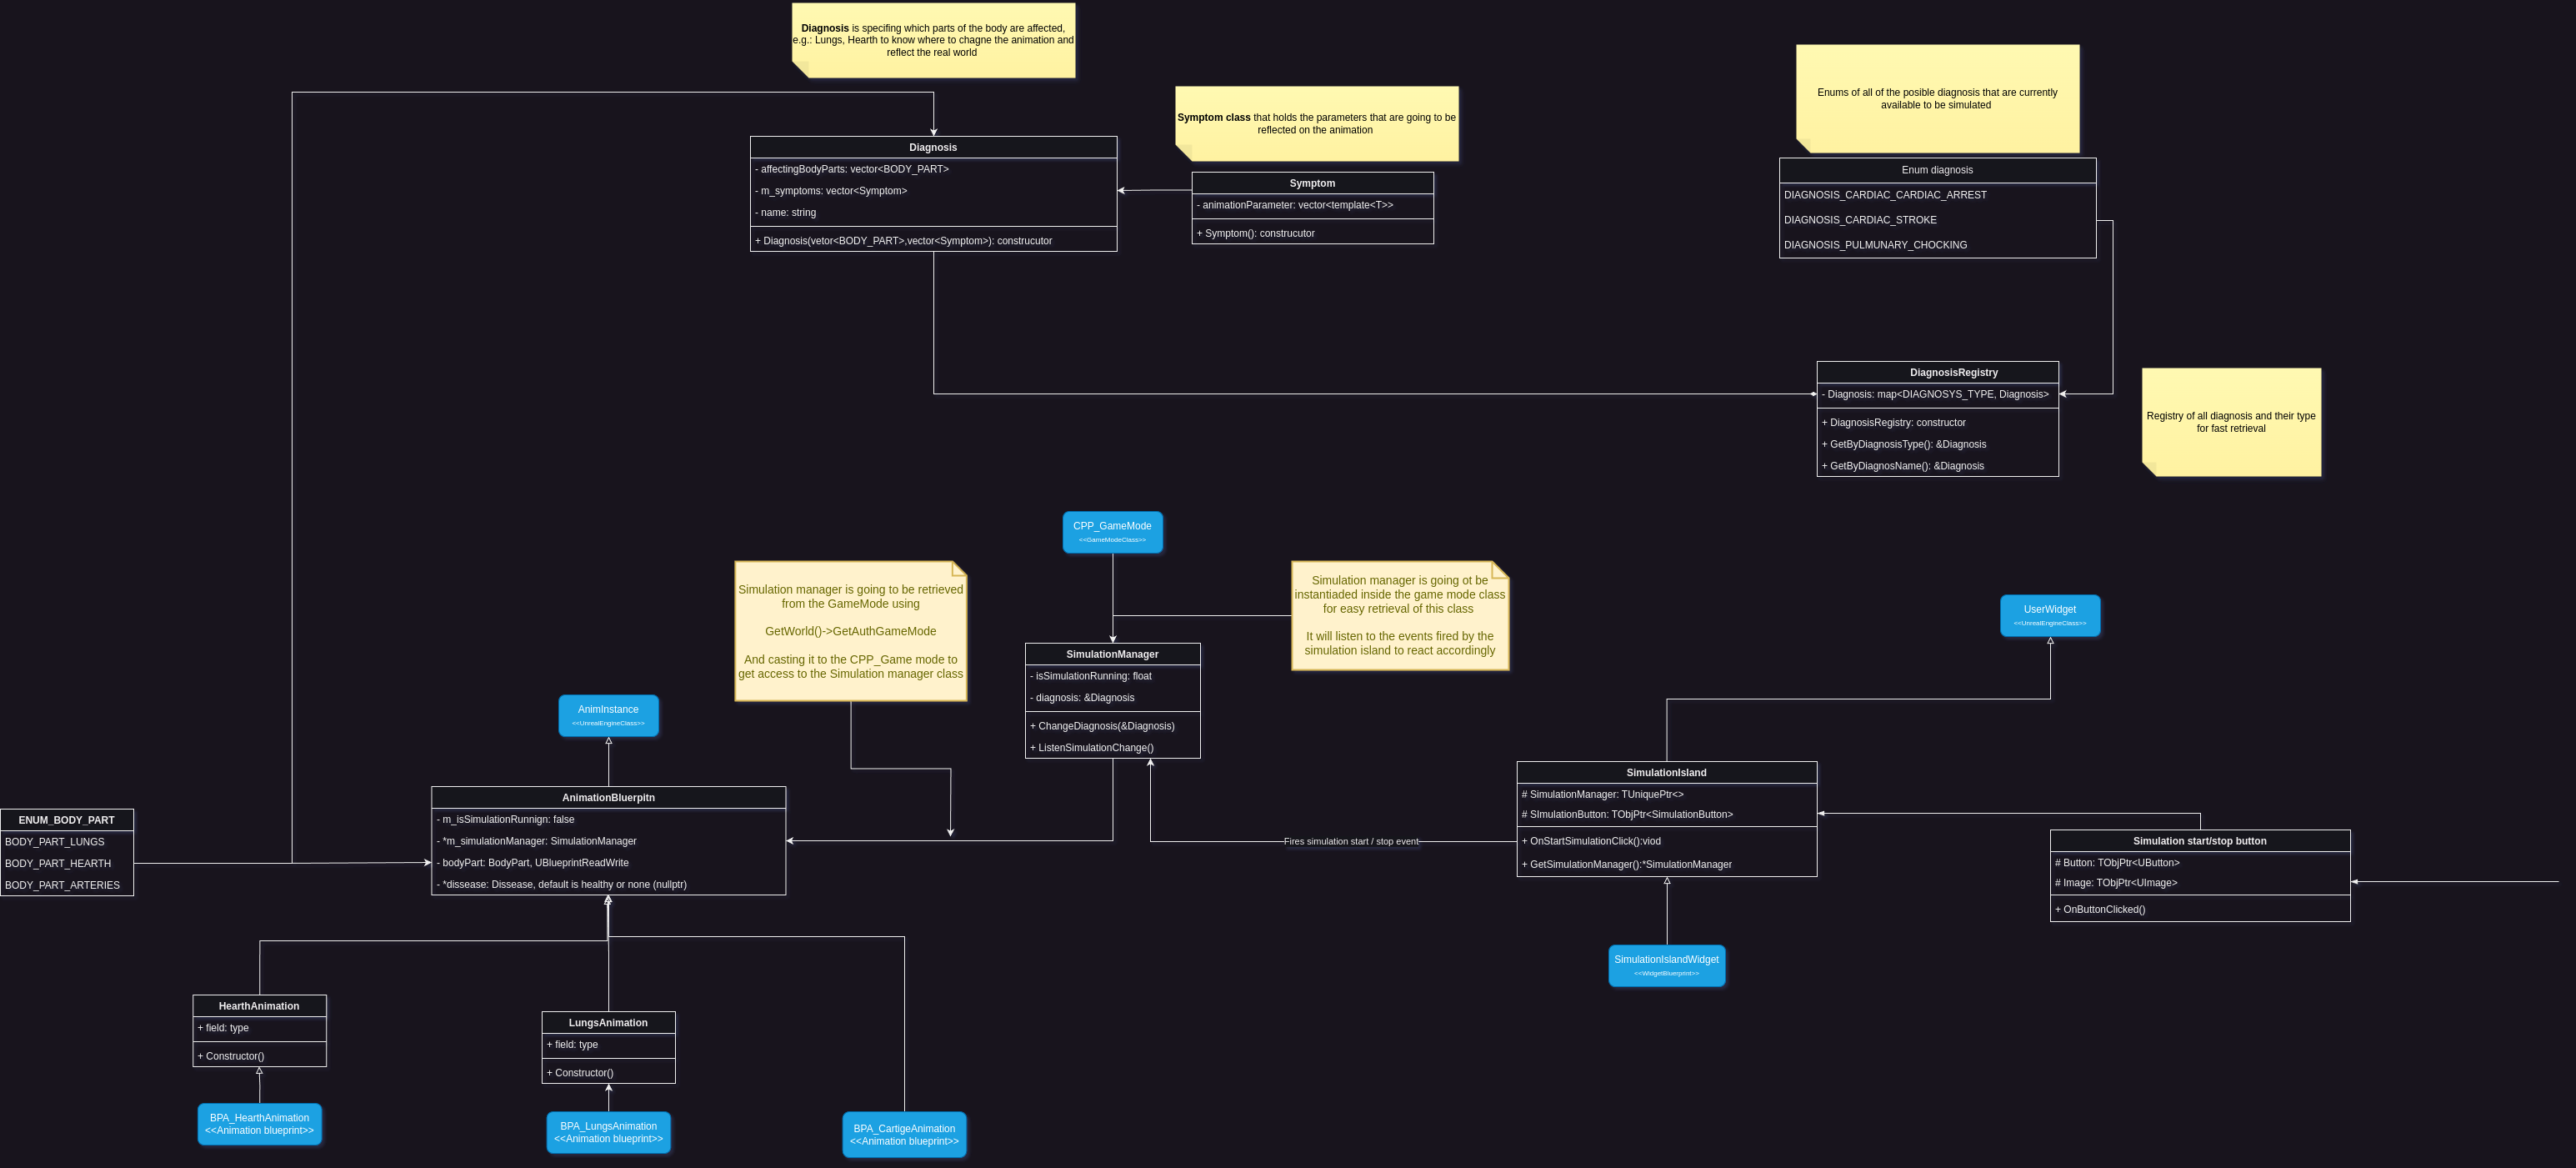 Diagnosis is specifing which parts of the body are affected,
e.g.: Lungs, Hearth to know where to chagne the animation and
reflect the real world
Enums of all of the posible diagnosis that are currently
available to be simulated
Symptom class that holds the parameters that are going to be
reflected on the animation
Diagnosis
- affectingBodyParts: vector<BODY_PART>
- m_symptoms: vector<Symptom>
- name: string
+ Diagnosis(vetor<BODY_PART>,vector<Symptom>): construcutor
Symptom
- animationParameter: vector<template<T>>
+ Symptom(): construcutor
Enum diagnosis
DIAGNOSIS_CARDIAC_CARDIAC_ARREST
DIAGNOSIS_CARDIAC_STROKE
DIAGNOSIS_PULMUNARY_CHOCKING
DiagnosisRegistry
- Diagnosis: map<DIAGNOSYS_TYPE, Diagnosis>
+ DiagnosisRegistry: constructor
+ GetByDiagnosisType(): &Diagnosis
+ GetByDiagnosName(): &Diagnosis
Registry of all diagnosis and their type
for fast retrieval
CPP_GameMode
<<GameModeClass>>
Simulation manager is going to be retrieved
from the GameMode using
GetWorld()->GetAuthGameMode
And casting it to the CPP_Game mode to
get access to the Simulation manager class
Simulation manager is going ot be
instantiaded inside the game mode class
for easy retrieval of this class
It will listen to the events fired by the
simulation island to react accordingly
UserWidget
<<UnrealEngineClass>>
SimulationManager
- isSimulationRunning: float
- diagnosis: &Diagnosis
+ ChangeDiagnosis(&Diagnosis)
+ ListenSimulationChange()
AnimInstance
<<UnrealEngineClass>>
AnimationBluerpitn
- m_isSimulationRunnign: false
- *m_simulationManager: SimulationManager
- bodyPart: BodyPart, UBlueprintReadWrite
- *dissease: Dissease, default is healthy or none (nullptr)
ENUM_BODY_PART
BODY_PART_LUNGS
BODY_PART_HEARTH
BODY_PART_ARTERIES
Fires simulation start / stop event
SimulationIsland
# SimulationManager: TUniquePtr<>
# SImulationButton: TObjPtr<SimulationButton>
+ OnStartSimulationClick():viod
+ GetSimulationManager():*SimulationManager
Simulation start/stop button
# Button: TObjPtr<UButton>
# Image: TObjPtr<UImage>
+ OnButtonClicked()
SimulationIslandWidget
<<WidgetBluerprint>>
HearthAnimation
+ field: type
+ Constructor()
LungsAnimation
+ field: type
+ Constructor()
BPA_HearthAnimation
<<Animation blueprint>>
BPA_LungsAnimation
<<Animation blueprint>>
BPA_CartigeAnimation
<<Animation blueprint>>